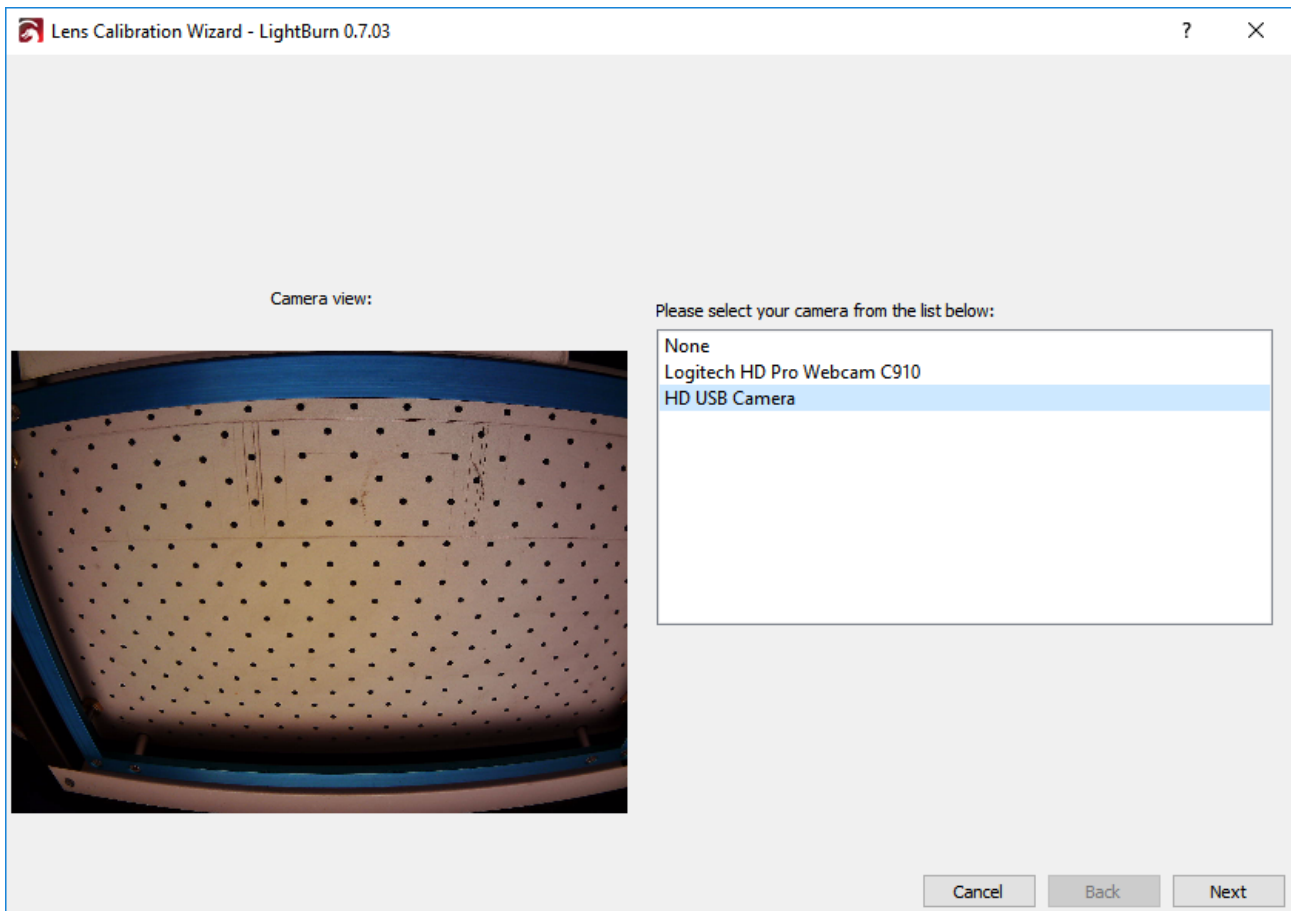 Lens Calibration Wizard - LightBurn 0.7.03
?
Camera view:
Please select your camera from the list below:
None
Logitech HD Pro Webcam C910
HD USB Camera
Cancel
Back
Next